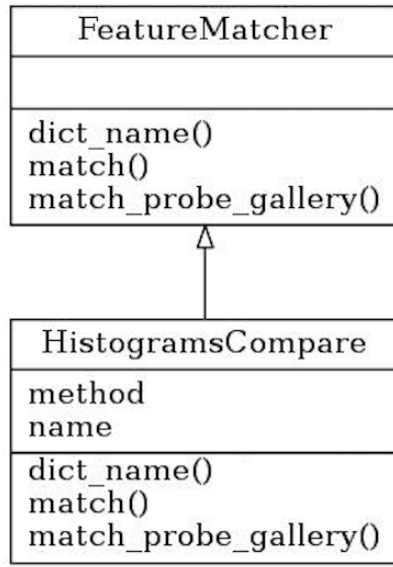 FeatureMatcher
dict_name()
match()
match_probe_gallery()
HistogramsCompare
method
name
dict_name()
match()
match_probe_gallery()